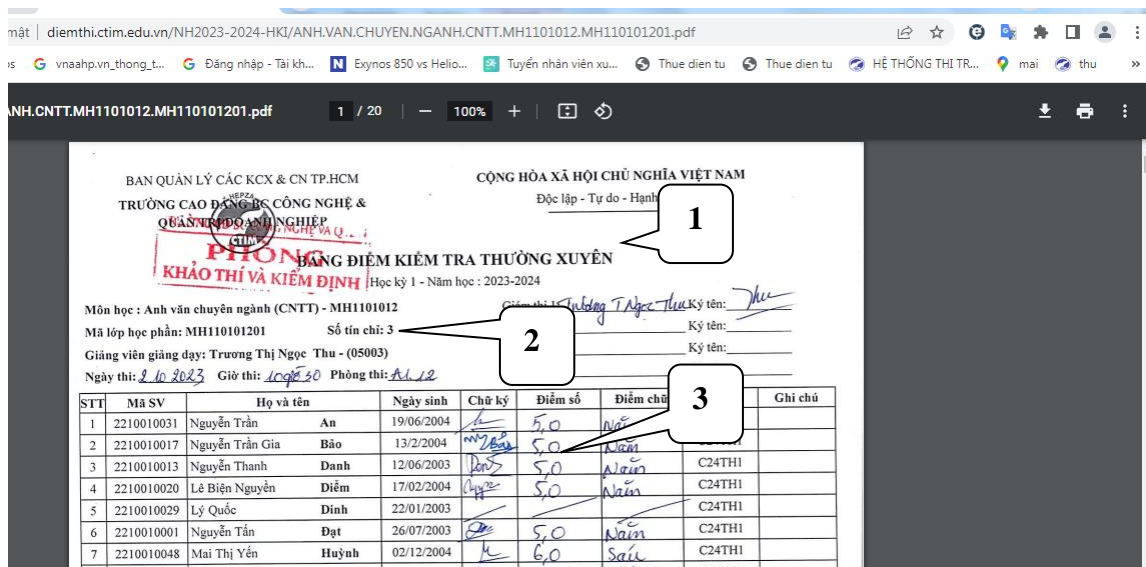 mật | diemthi.ctim.edu.vn/NH2023-2024-HKI/ANH.VAN.CHUYEN.NGANH.CNTT.MH1101012.MH110101201.pdf
vnaahp.vn_thong_t... Đăng nhập - Tài kh... N Exynos 850 vs Helio... Tuyển nhân viên xu... Thue dien tu Thue dien tu HỆ THỐNG THI TR... mai thu »
ANH.CNTT.MH1101012.MH110101201.pdf 1 / 20 | − 100% +
BAN QUẢN LÝ CÁC KCX & CN TP.HCM
TRƯỜNG CAO ĐẲNG BC CÔNG NGHỆ &
QUẢN TRỊ DOANH NGHIỆP
HEPZA
CTIM
PHÒNG
KHẢO THÍ VÀ KIỂM ĐỊNH
CỘNG HÒA XÃ HỘI CHỦ NGHĨA VIỆT NAM
Độc lập - Tự do - Hạnh
1
BẢNG ĐIỂM KIỂM TRA THƯỜNG XUYÊN
Học kỳ 1 - Năm học : 2023-2024
Môn học : Anh văn chuyên ngành (CNTT) - MH1101012
Trương T Ngọc Thu Ký tên: Thu
Mã lớp học phần: MH110101201 Số tín chỉ: 3
2
Ký tên:
Giảng viên giảng dạy: Trương Thị Ngọc Thu - (05003)
Ký tên:
Ngày thi: 2.10.2023 Giờ thi: 10giờ30 Phòng thi: A1.12
3
STT Mã SV Họ và tên Ngày sinh Chữ ký Điểm số Điểm chữ Ghi chú
1 2210010031 Nguyễn Trần An 19/06/2004 5,0 Năm
2 2210010017 Nguyễn Trần Gia Bảo 13/2/2004 Bảo 5,0 Năm C24TH1
3 2210010013 Nguyễn Thanh Danh 12/06/2003 5,0 Năm C24TH1
4 2210010020 Lê Biện Nguyễn Diễm 17/02/2004 5,0 Năm C24TH1
5 2210010029 Lý Quốc Dinh 22/01/2003 C24TH1
6 2210010001 Nguyễn Tấn Đạt 26/07/2003 5,0 Năm C24TH1
7 2210010048 Mai Thị Yến Huỳnh 02/12/2004 6,0 Sáu C24TH1